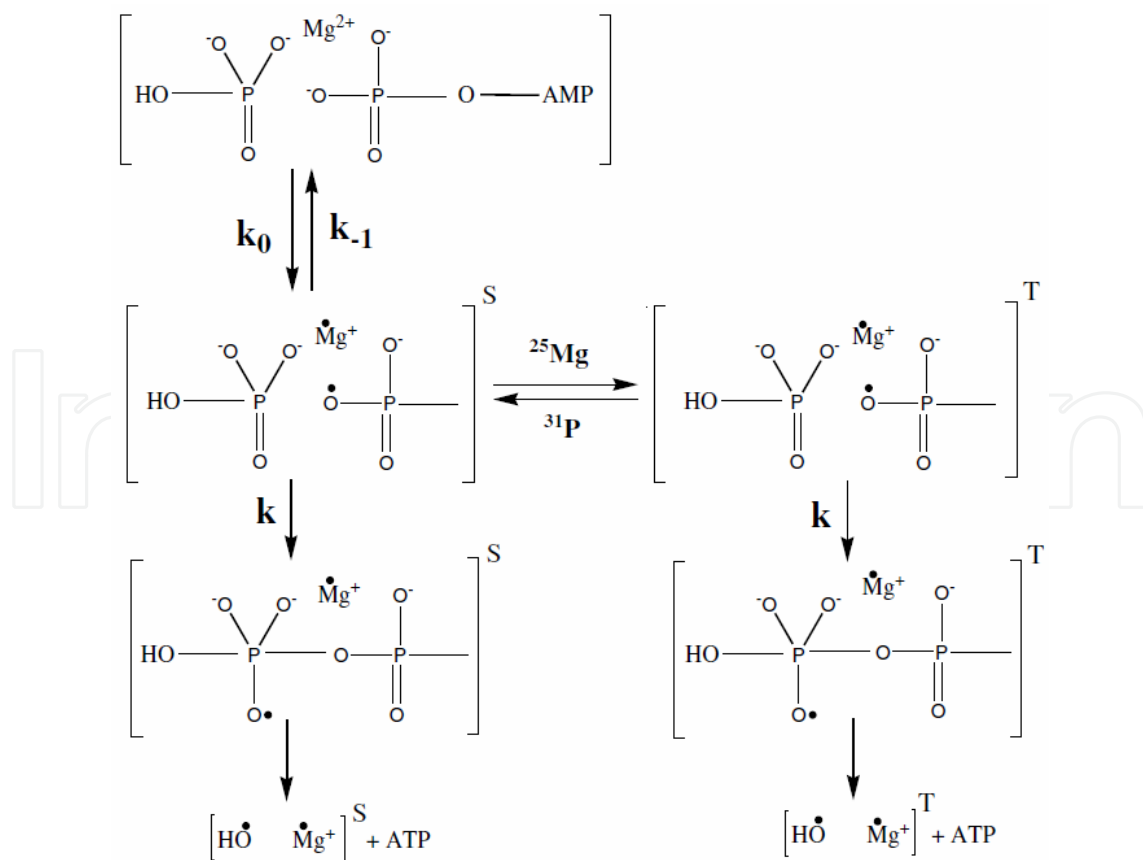 Mg2+
-O O- O-
HO P -O P O AMP
O O
k0 k-1
S T
Mg+ Mg+
-O O- O- 25Mg -O O- O-
HO P O P HO P O P
31P
O O O O
k k
S T
Mg+ Mg+
-O O- O- -O O- O-
HO P O P HO P O P
O• O O• O
[HO• Mg+]S + ATP [HO• Mg+]T + ATP